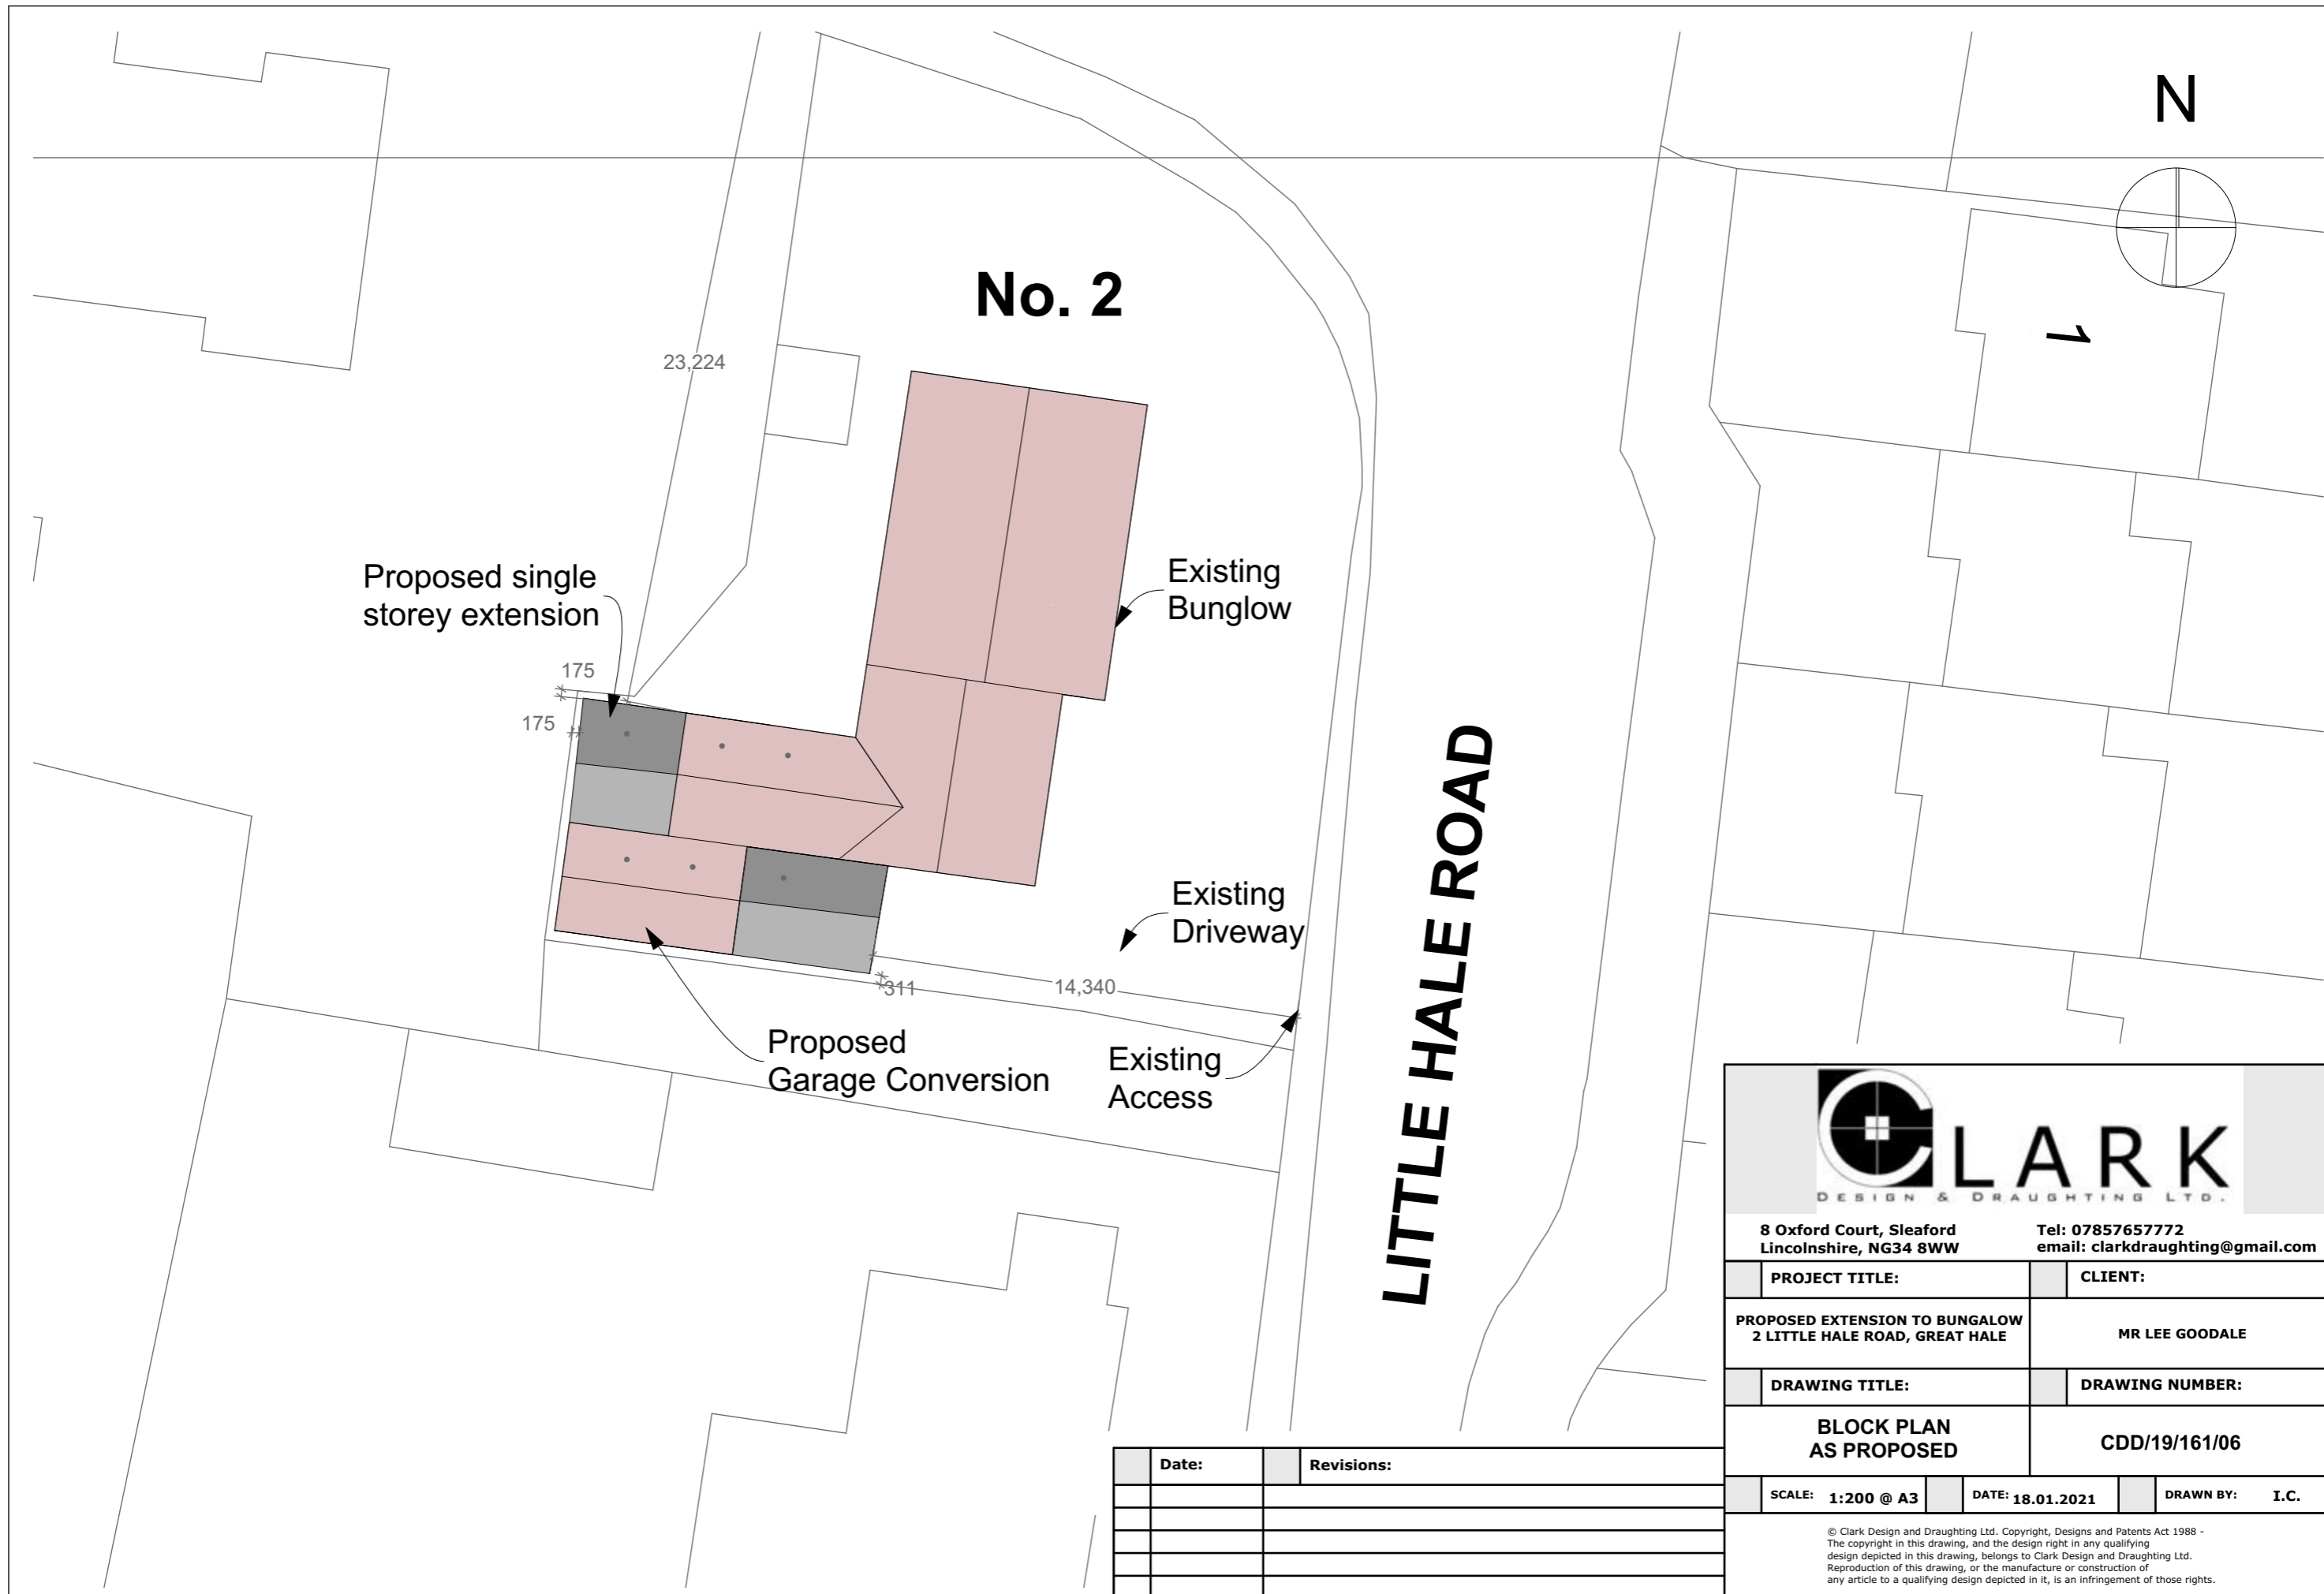 N
No. 2
1
23,224
Proposed single
storey extension
Existing
Bunglow
175
175
LITTLE HALE ROAD
Existing
Driveway
311
14,340
Proposed
Garage Conversion
Existing
Access
CLARK
DESIGN & DRAUGHTING LTD.
8 Oxford Court, Sleaford
Lincolnshire, NG34 8WW
Tel: 07857657772
email: clarkdraughting@gmail.com
PROJECT TITLE:
CLIENT:
PROPOSED EXTENSION TO BUNGALOW
2 LITTLE HALE ROAD, GREAT HALE
MR LEE GOODALE
DRAWING TITLE:
DRAWING NUMBER:
BLOCK PLAN
AS PROPOSED
CDD/19/161/06
SCALE: 1:200 @ A3
DATE: 18.01.2021
DRAWN BY: I.C.
Date:
Revisions:
© Clark Design and Draughting Ltd. Copyright, Designs and Patents Act 1988 -
The copyright in this drawing, and the design right in any qualifying
design depicted in this drawing, belongs to Clark Design and Draughting Ltd.
Reproduction of this drawing, or the manufacture or construction of
any article to a qualifying design depicted in it, is an infringement of those rights.